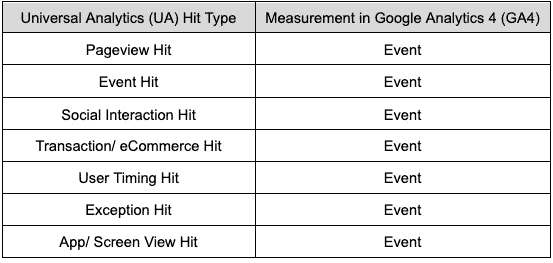 Universal Analytics (UA) Hit Type Measurement in Google Analytics 4 (GA4)
Pageview Hit Event
Event Hit Event
Social Interaction Hit Event
Transaction/ eCommerce Hit Event
User Timing Hit Event
Exception Hit Event
App/ Screen View Hit Event